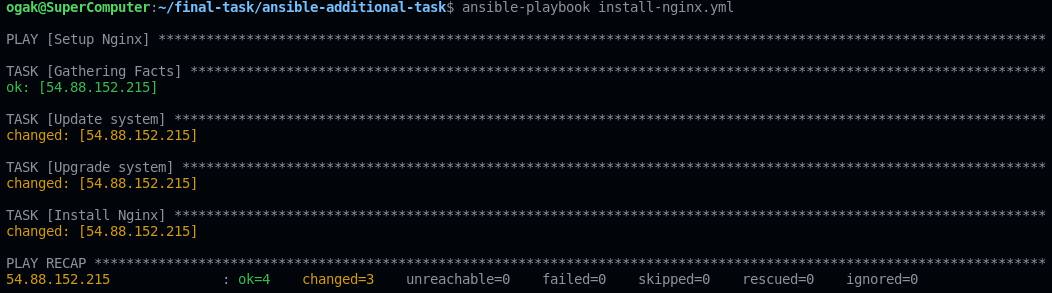 ogak@SuperComputer:~/final-task/ansible-additional-task$ ansible-playbook install-nginx.yml
PLAY [Setup Nginx] ***************************************************************************************************************
TASK [Gathering Facts] ***********************************************************************************************************
ok: [54.88.152.215]
TASK [Update system] *************************************************************************************************************
changed: [54.88.152.215]
TASK [Upgrade system] ************************************************************************************************************
changed: [54.88.152.215]
TASK [Install Nginx] *************************************************************************************************************
changed: [54.88.152.215]
PLAY RECAP ***********************************************************************************************************************
54.88.152.215              : ok=4    changed=3    unreachable=0    failed=0    skipped=0    rescued=0    ignored=0